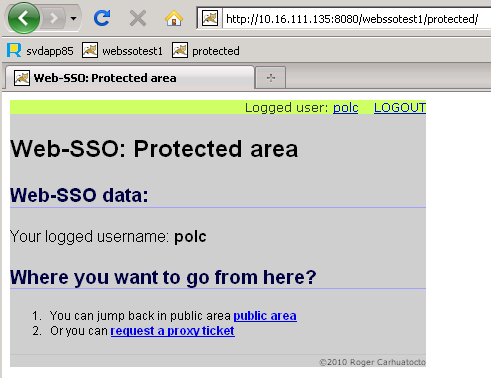 http://10.16.111.135:8080/webssotest1/protected/
svdapp85 webssotest1 protected
Web-SSO: Protected area
Logged user: polc LOGOUT
Web-SSO: Protected area
Web-SSO data:
Your logged username: polc
Where you want to go from here?
1. You can jump back in public area public area
2. Or you can request a proxy ticket
©2010 Roger Carhuatocto